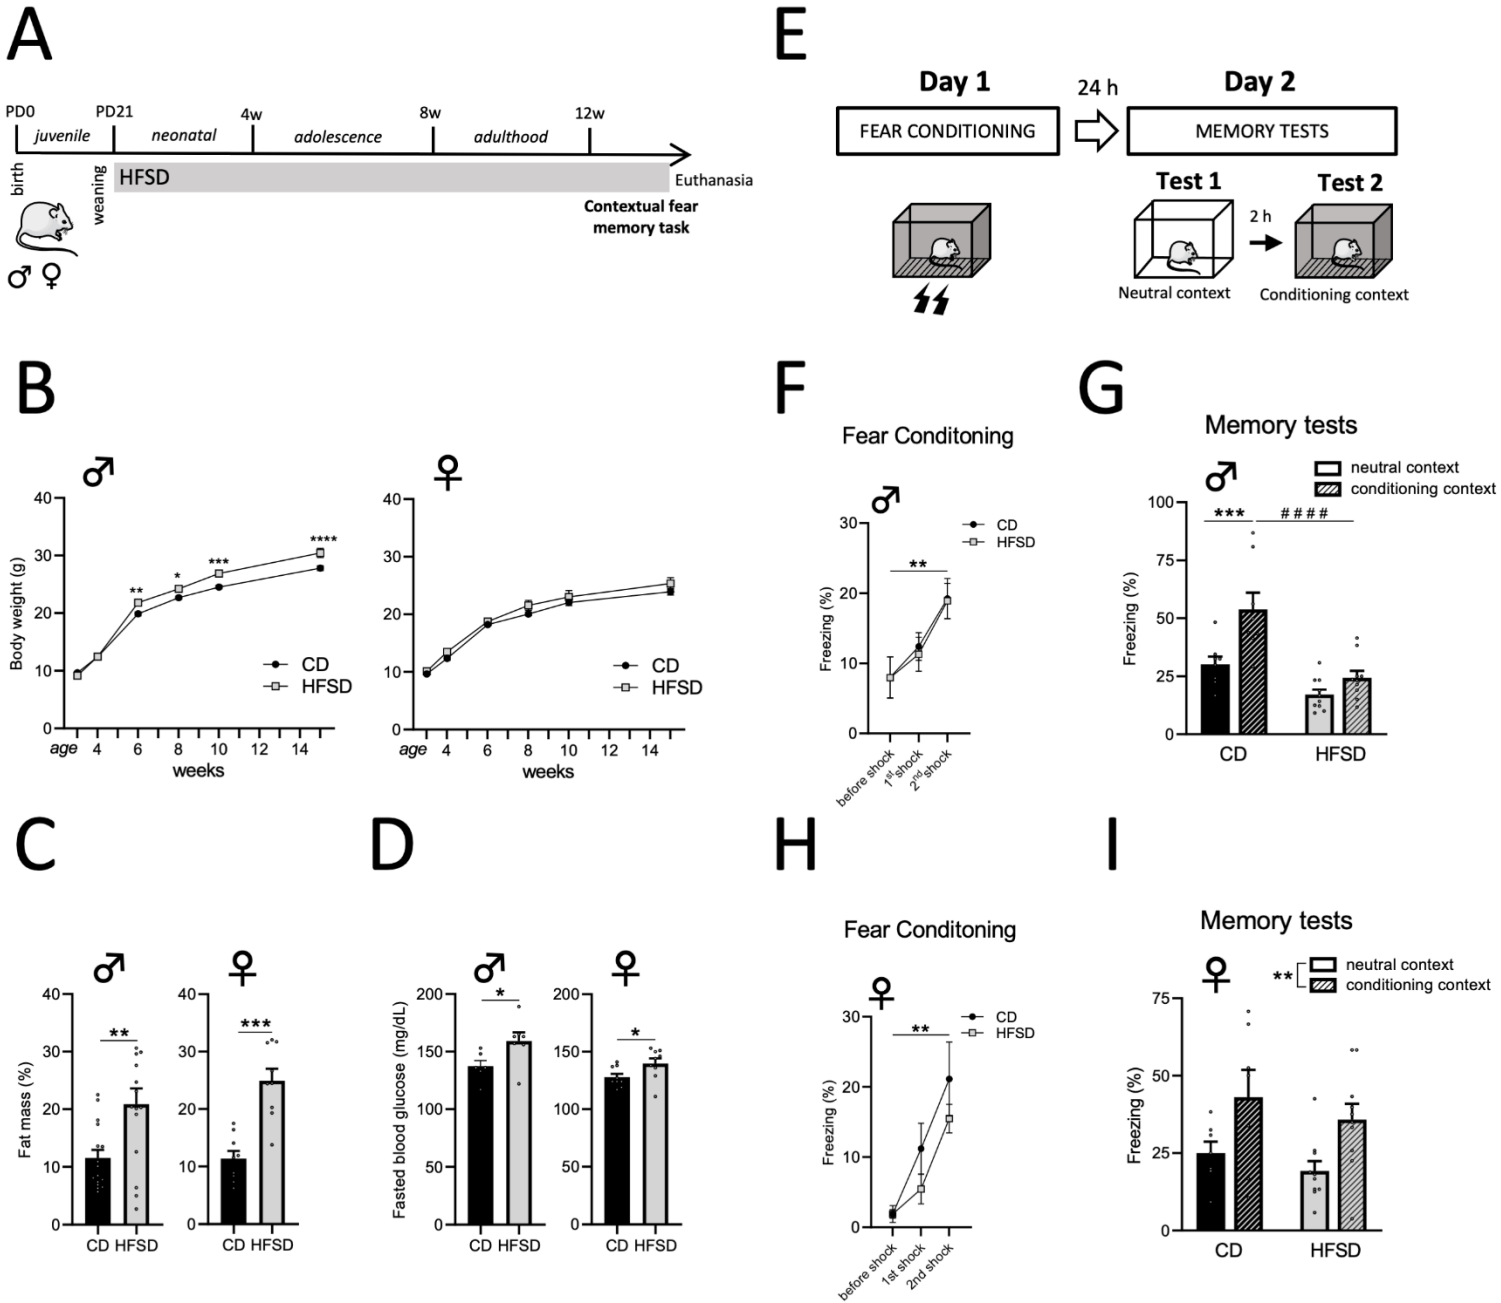 A
PD0
PD21
4w
8w
12w
juvenile
neonatal
adolescence
adulthood
birth
weaning
HFSD
Euthanasia
Contextual fear
memory task
♂ ♀
E
Day 1
24 h
Day 2
FEAR CONDITIONING
MEMORY TESTS
Test 1
Test 2
2 h
Neutral context
Conditioning context
B
♂
Body weight (g)
40
30
20
10
0
**
*
***
****
CD
HFSD
age 4 6 8 10 12 14
weeks
♀
40
30
20
10
0
CD
HFSD
age 4 6 8 10 12 14
weeks
F
Fear Conditoning
♂
Freezing (%)
30
20
10
0
**
CD
HFSD
before shock
1st shock
2nd shock
G
Memory tests
♂
neutral context
conditioning context
Freezing (%)
100
75
50
25
0
***
####
CD
HFSD
C
♂
Fat mass (%)
40
30
20
10
0
**
CD HFSD
♀
40
30
20
10
0
***
CD HFSD
D
♂
Fasted blood glucose (mg/dL)
200
150
100
50
0
*
CD HFSD
♀
200
150
100
50
0
*
CD HFSD
H
Fear Conditoning
♀
Freezing (%)
30
20
10
0
**
CD
HFSD
before shock
1st shock
2nd shock
I
Memory tests
♀
**
neutral context
conditioning context
Freezing (%)
75
50
25
0
CD
HFSD